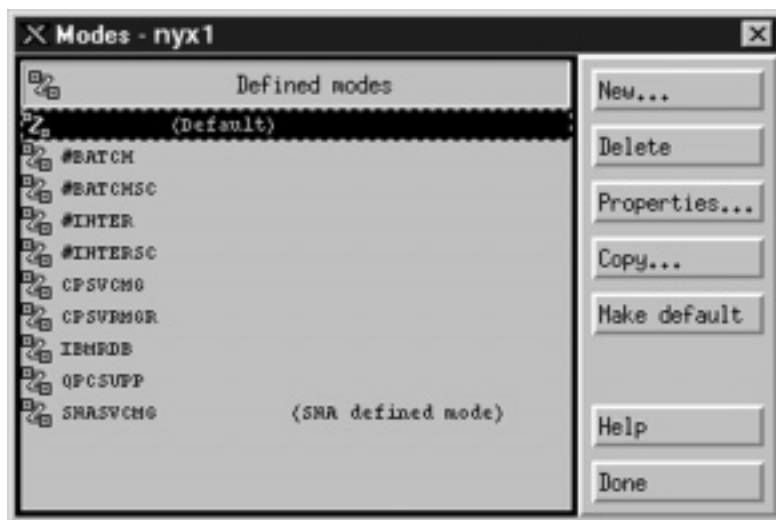 Modes - nyx1
Defined modes
(Default)
#BATCH
#BATCHSC
#INTER
#INTERSC
CPSVCMG
CPSVRMGR
IBMRDB
QPCSUPP
SNASVCMG (SNA defined mode)
New...
Delete
Properties...
Copy...
Make default
Help
Done